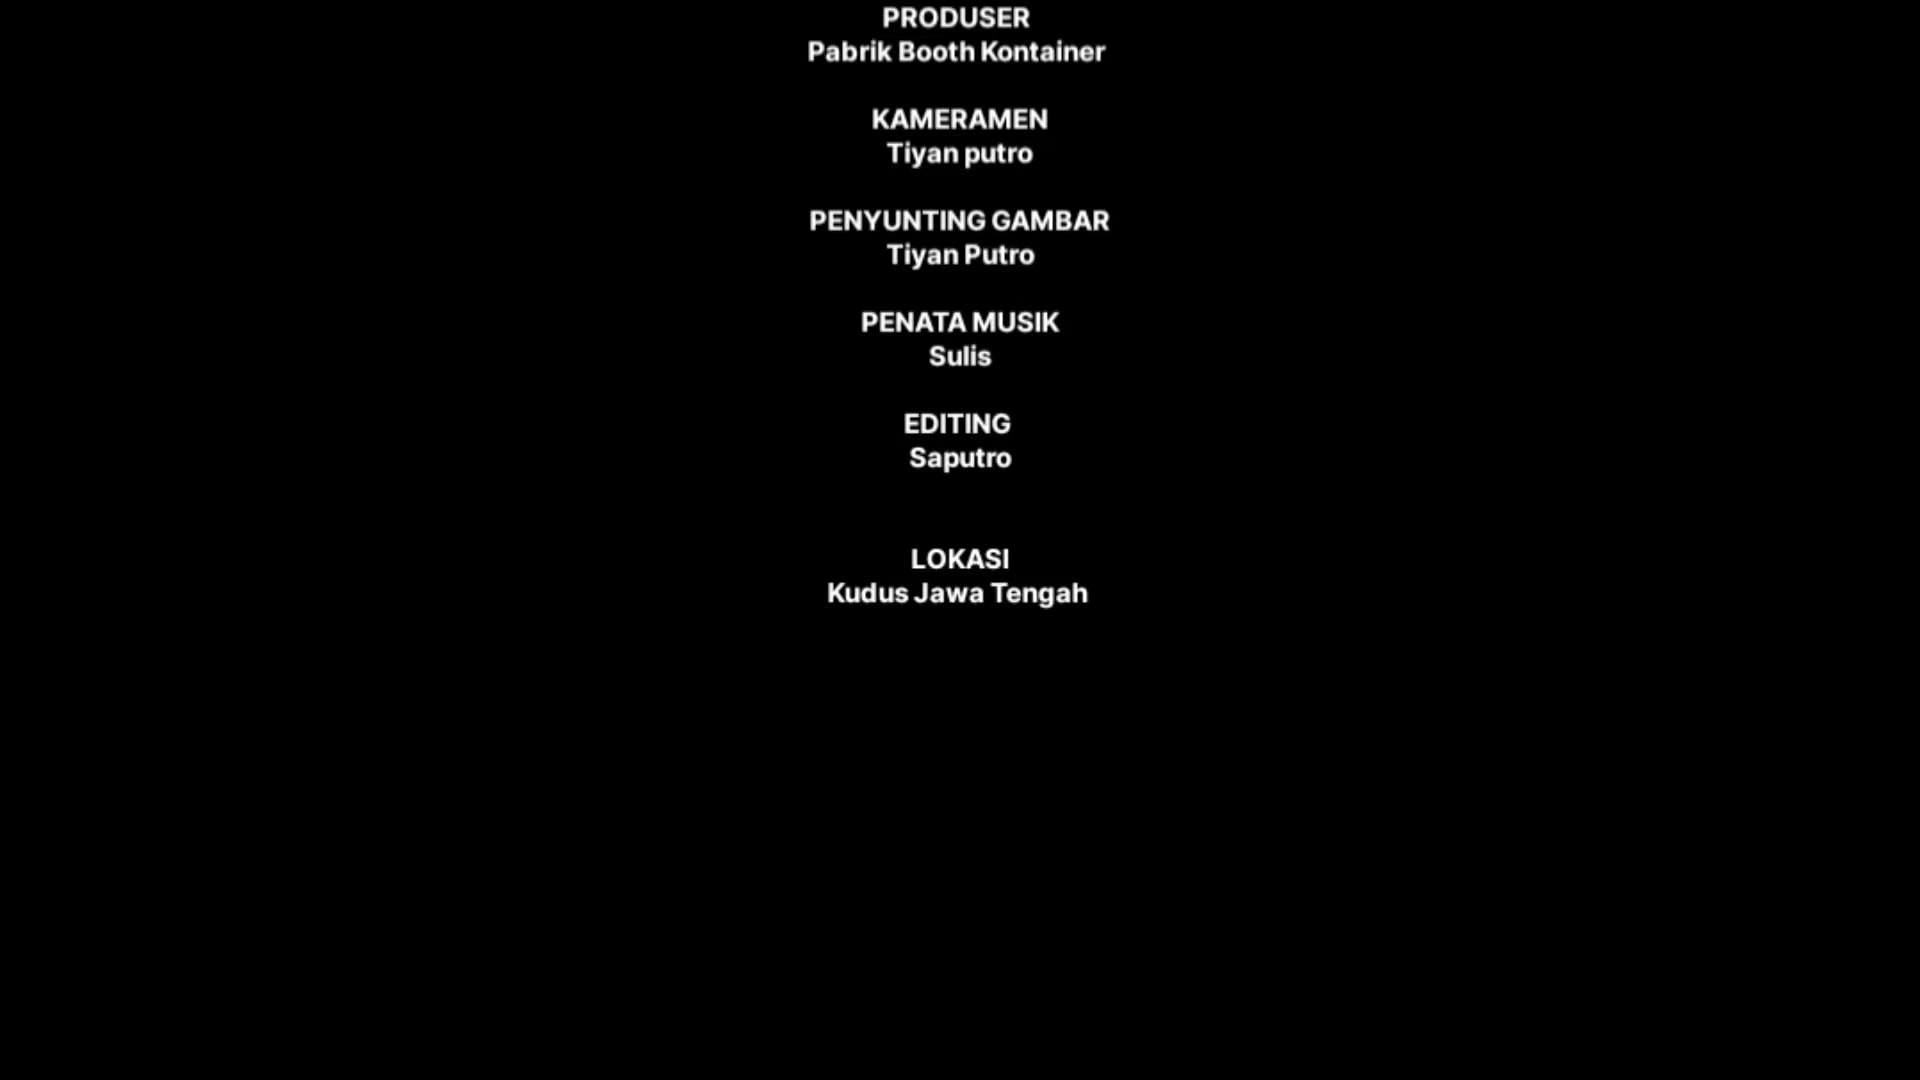 PRODUSER
Pabrik Booth Kontainer
KAMERAMEN
Tiyan putro
PENYUNTING GAMBAR
Tiyan Putro
PENATA MUSIK
Sulis
EDITING
Saputro
LOKASI
Kudus Jawa Tengah